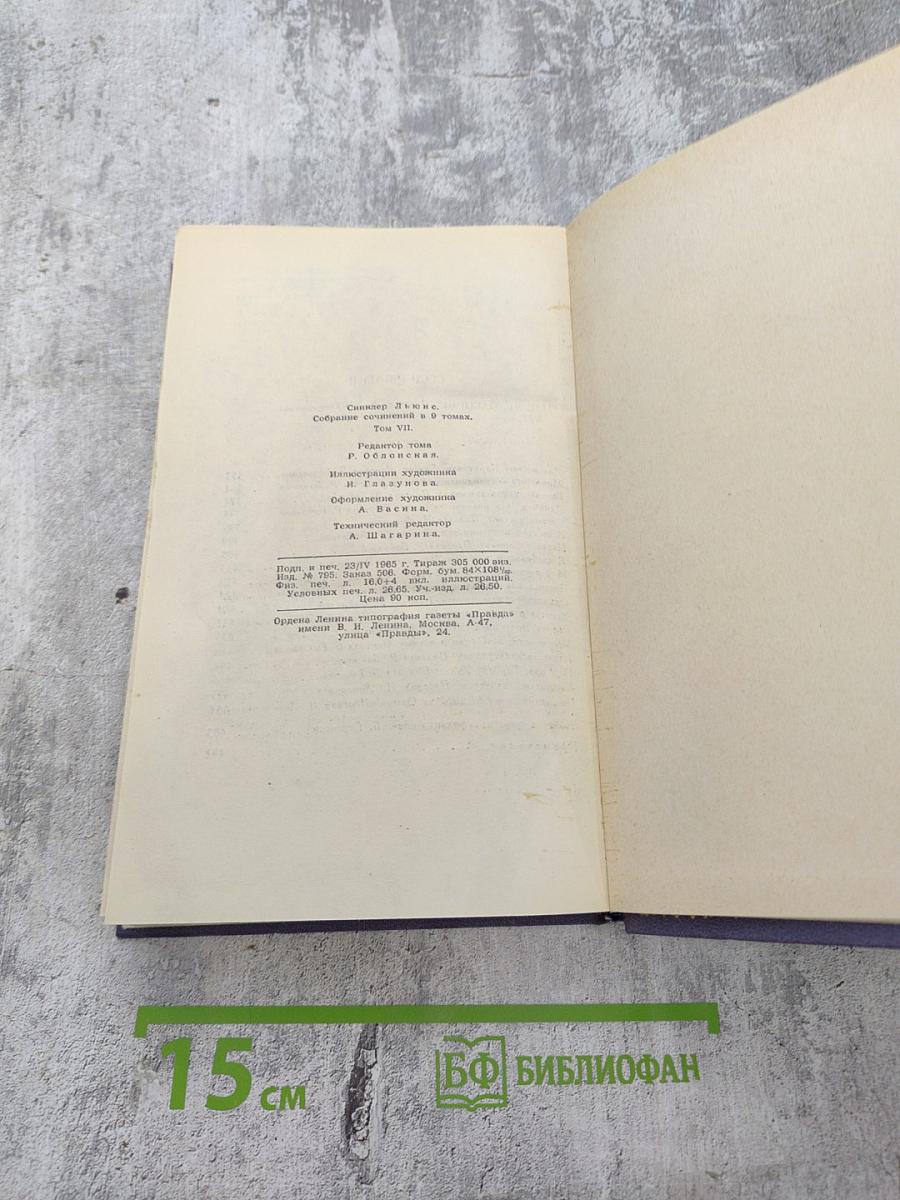 Синклер Льюис.
Собрание сочинений в 9 томах.
Том VII.
Редактор тома
Р. Облонская.
Иллюстрации художника
И. Глазунова.
Оформление художника
А. Васина.
Технический редактор
А. Шагарина.
Подп. к печ. 23/IV 1965 г. Тираж 305 000 экз.
Изд. № 795. Заказ 506. Форм. бум. 84×108¹/₃₂.
Физ. печ. л. 16,0+4 вкл. иллюстраций.
Условных печ. л. 26,65. Уч.-изд. л. 26,50.
Цена 90 коп.
Ордена Ленина типография газеты «Правда»
имени В. И. Ленина, Москва, А-47,
улица «Правды», 24.
15 см
БФ БИБЛИОФАН